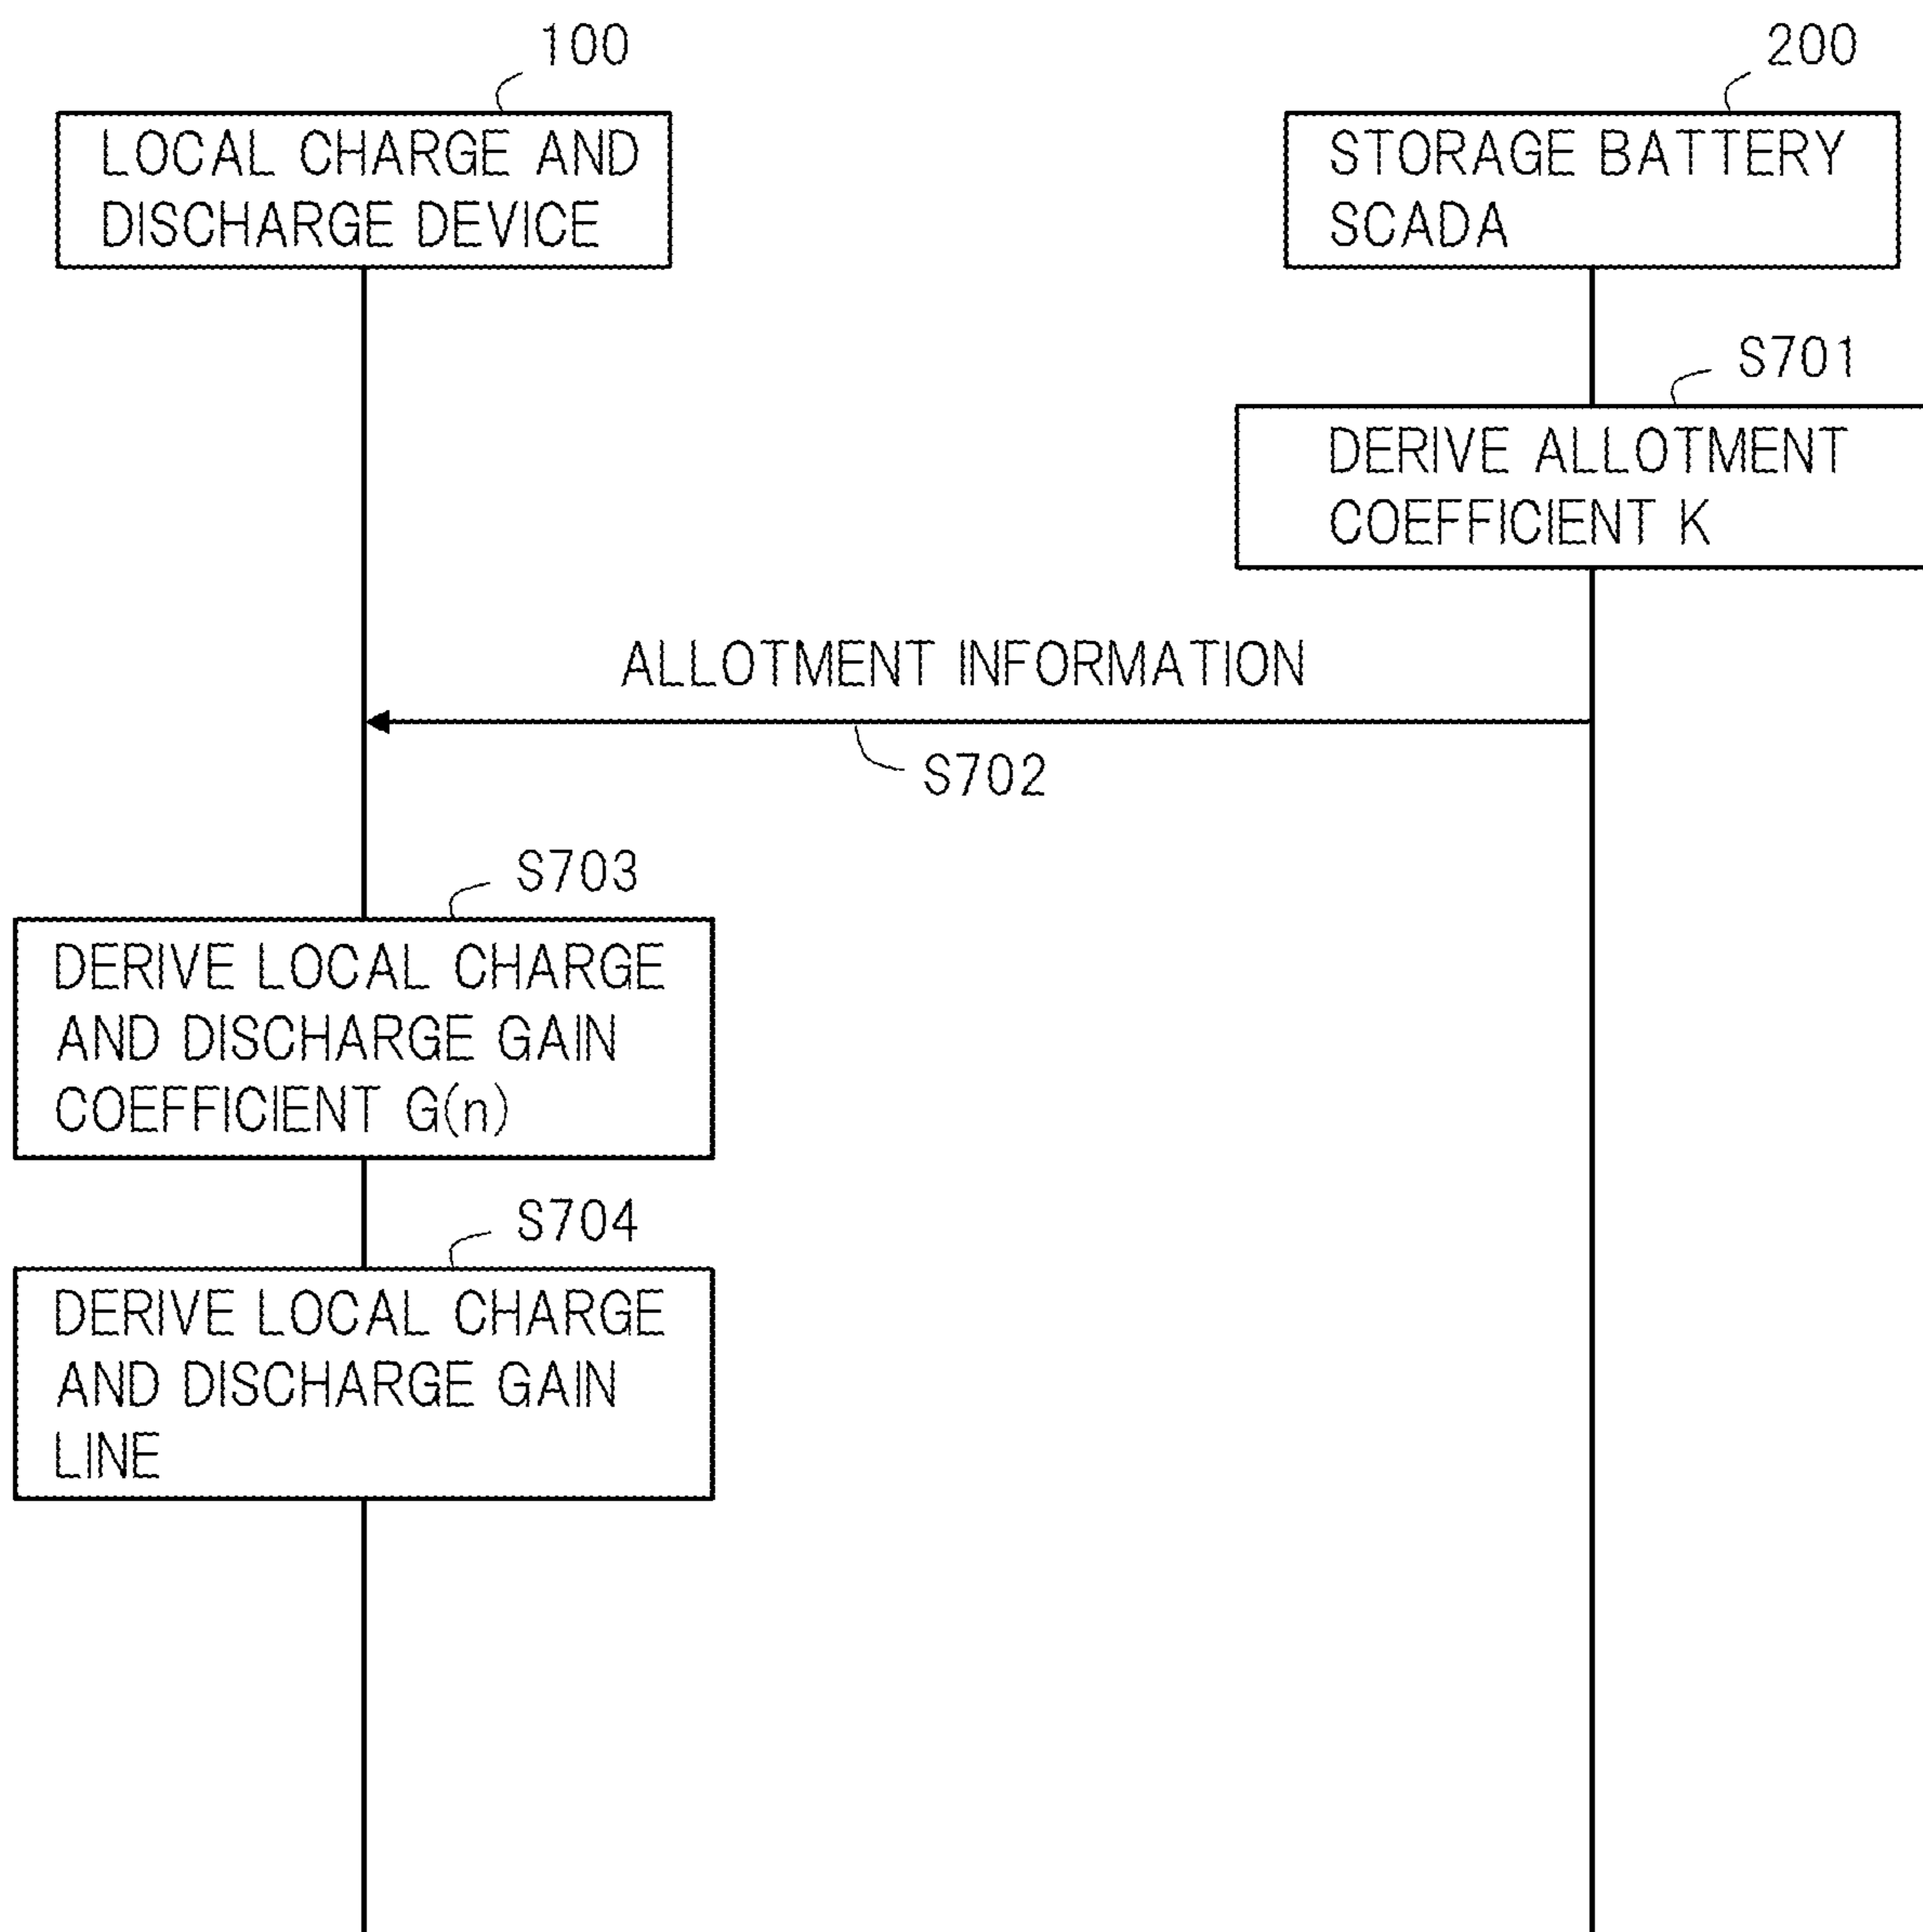 100
200
LOCAL CHARGE AND
DISCHARGE DEVICE
STORAGE BATTERY
SCADA
S701
DERIVE ALLOTMENT
COEFFICIENT K
ALLOTMENT INFORMATION
S702
S703
DERIVE LOCAL CHARGE
AND DISCHARGE GAIN
COEFFICIENT G(n)
S704
DERIVE LOCAL CHARGE
AND DISCHARGE GAIN
LINE